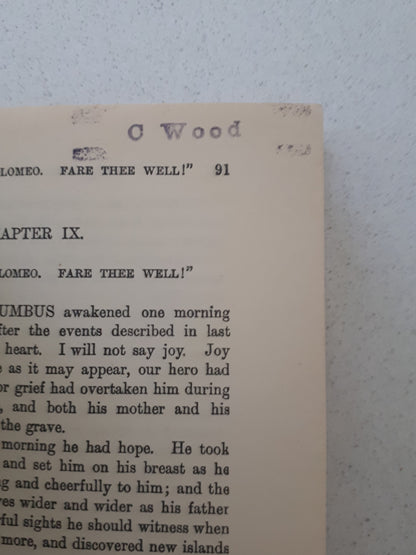 C Wood
LOMEO. FARE THEE WELL!" 91
APTER IX.
LOMEO. FARE THEE WELL!"
UMBUS awakened one morning
fter the events described in last
heart. I will not say joy. Joy
e as it may appear, our hero had
or grief had overtaken him during
, and both his mother and his
the grave.
morning he had hope. He took
and set him on his breast as he
g and cheerfully to him; and the
es wider and wider as his father
ful sights he should witness when
more, and discovered new islands